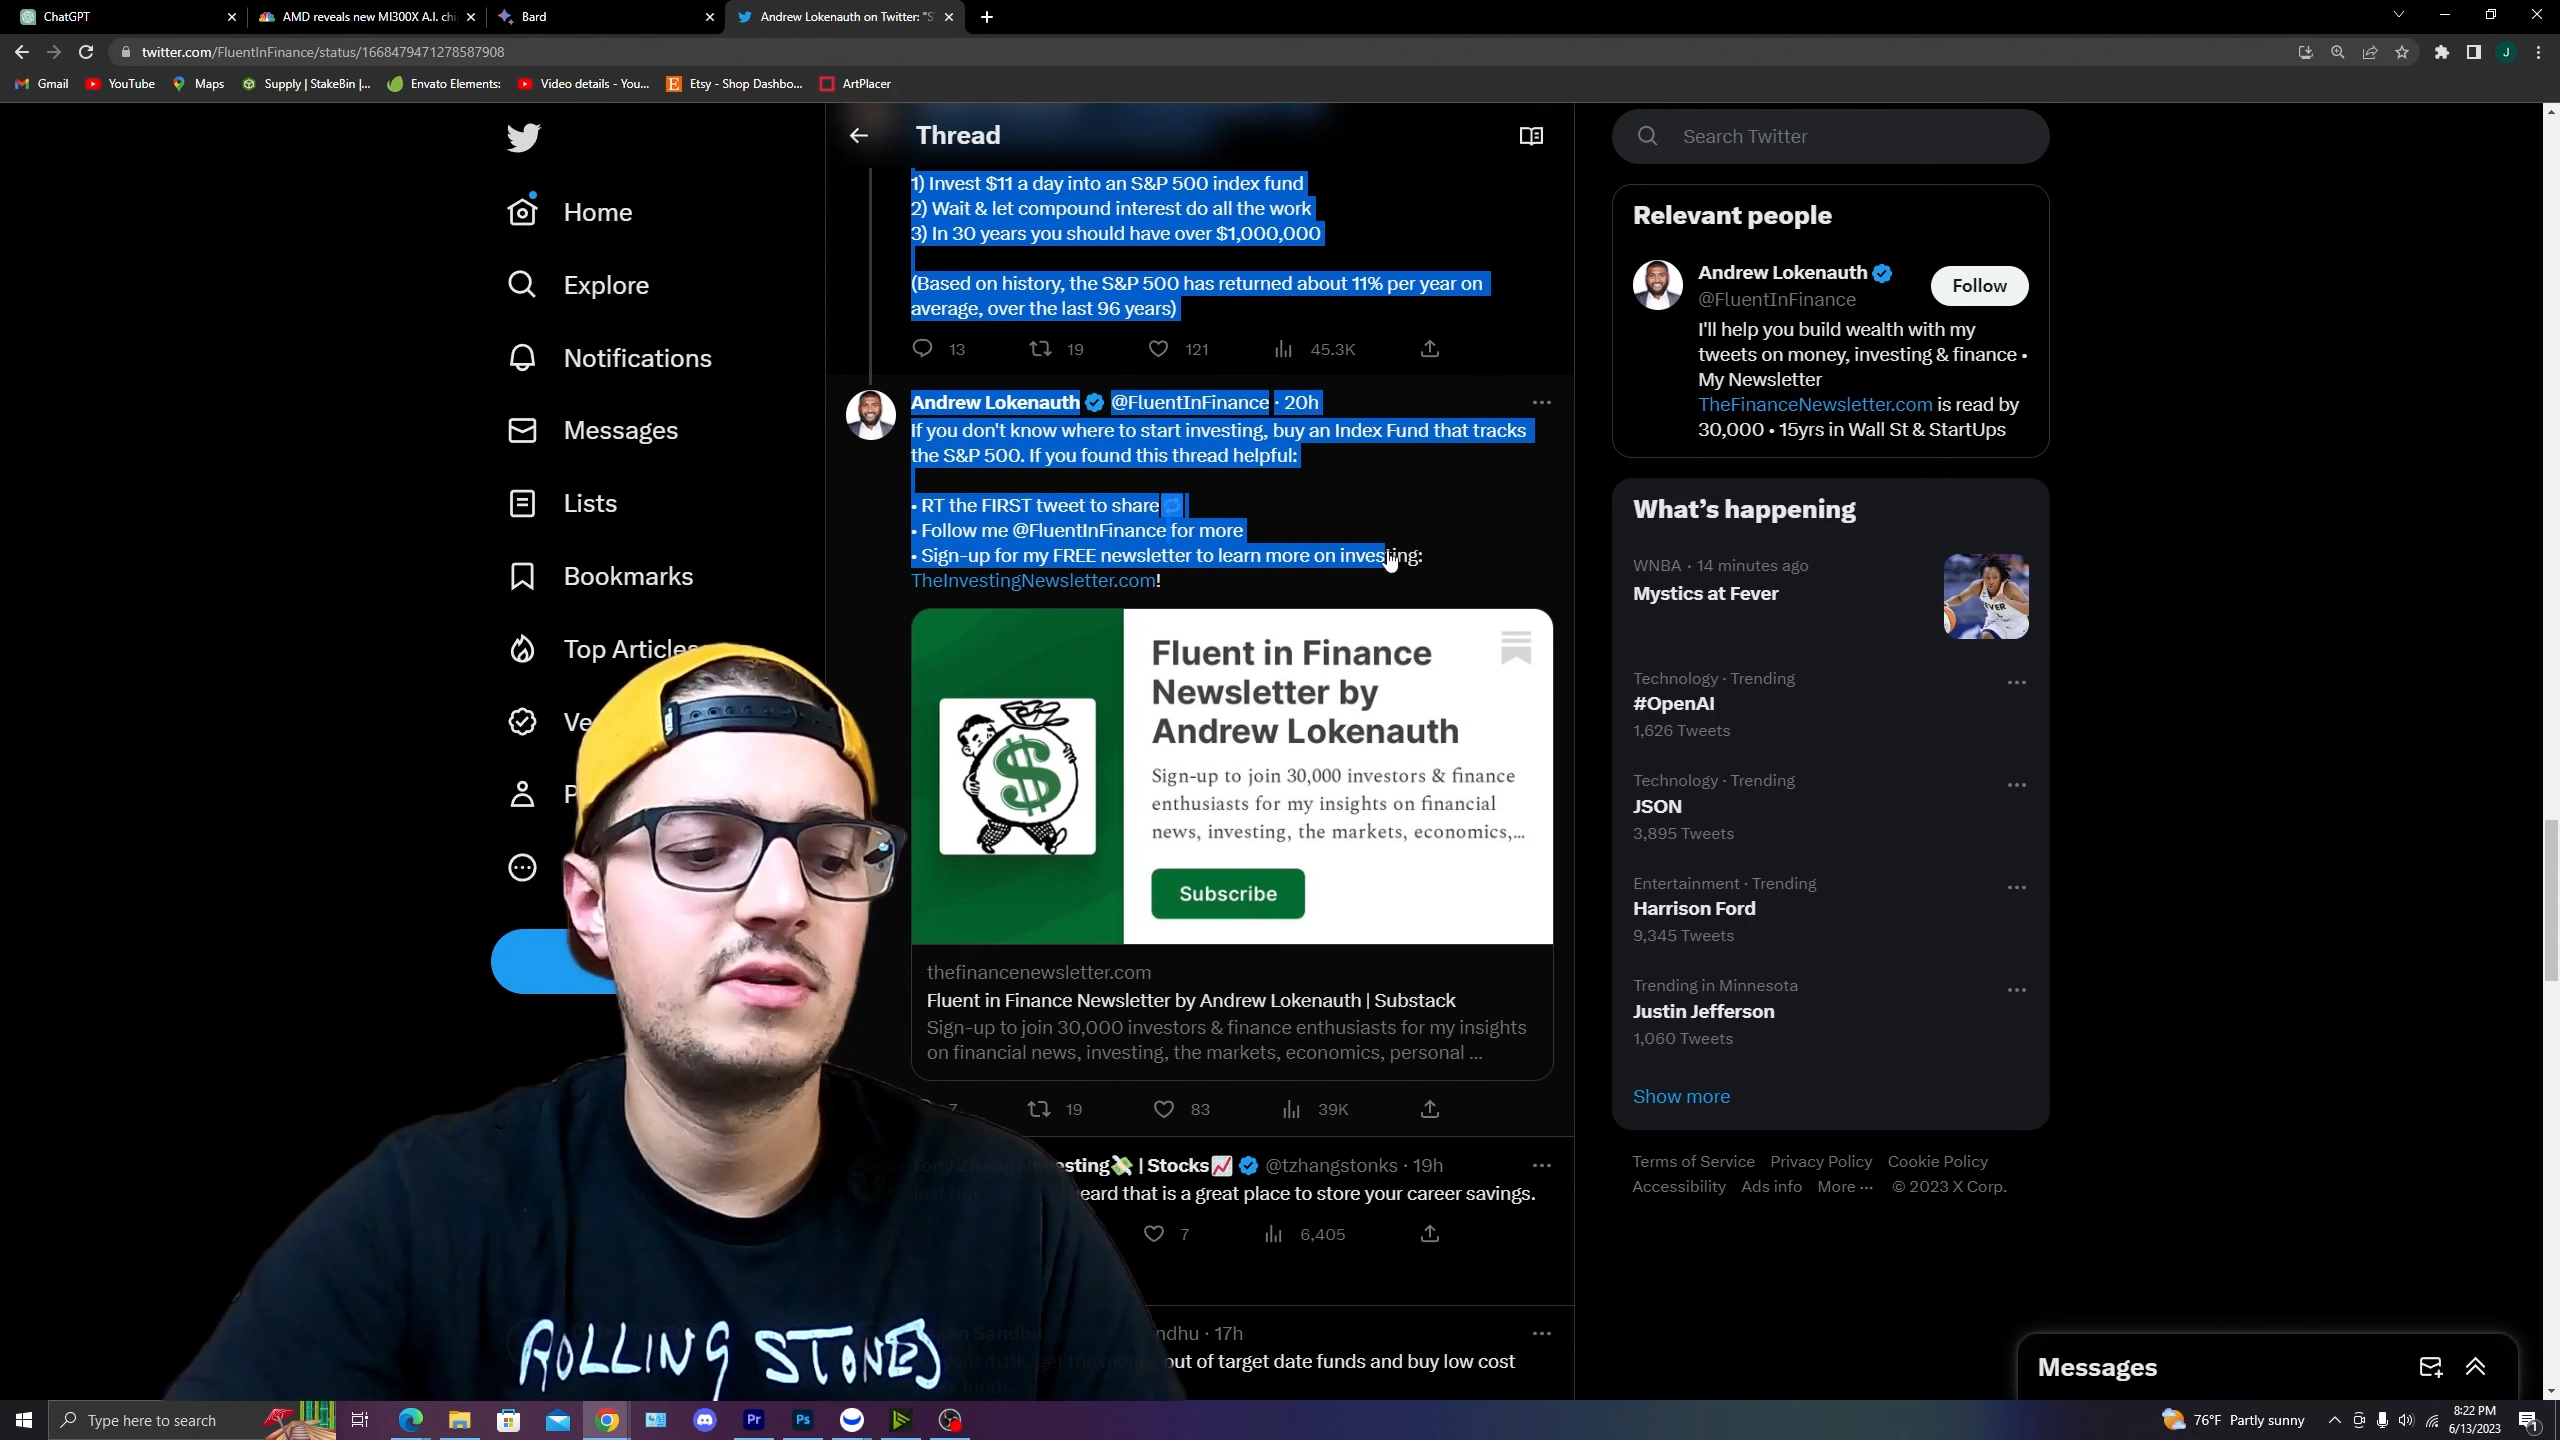 ChatGPT
AMD reveals new MI300X A.I. chi
Bard
Andrew Lokenauth on Twitter: "S
twitter.com/FluentInFinance/status/1668479471278587908
J
Gmail
YouTube
Maps
Supply | StakeBin |...
Envato Elements:
Video details - You...
Etsy - Shop Dashbo...
ArtPlacer
Home
Explore
Notifications
Messages
Lists
Bookmarks
Top Articles
Thread
1) Invest $11 a day into an S&P 500 index fund
2) Wait & let compound interest do all the work
3) In 30 years you should have over $1,000,000
(Based on history, the S&P 500 has returned about 11% per year on
average, over the last 96 years)
13 19 121 45.3K
Andrew Lokenauth @FluentInFinance · 20h
If you don't know where to start investing, buy an Index Fund that tracks
the S&P 500. If you found this thread helpful:
• RT the FIRST tweet to share
• Follow me @FluentInFinance for more
• Sign-up for my FREE newsletter to learn more on investing:
TheInvestingNewsletter.com!
Fluent in Finance
Newsletter by
Andrew Lokenauth
Sign-up to join 30,000 investors & finance
enthusiasts for my insights on financial
news, investing, the markets, economics,...
Subscribe
thefinancenewsletter.com
Fluent in Finance Newsletter by Andrew Lokenauth | Substack
Sign-up to join 30,000 investors & finance enthusiasts for my insights
on financial news, investing, the markets, economics, personal ...
7 19 83 39K
Tony Zhang | Investing💸 | Stocks📈 @tzhangstonks · 19h
that is a great place to store your career savings.
7 6,405
· 17h
out of target date funds and buy low cost
Search Twitter
Relevant people
Andrew Lokenauth
@FluentInFinance
Follow
I'll help you build wealth with my
tweets on money, investing & finance •
My Newsletter
TheFinanceNewsletter.com is read by
30,000 • 15yrs in Wall St & StartUps
What's happening
WNBA · 14 minutes ago
Mystics at Fever
Technology · Trending
#OpenAI
1,626 Tweets
Technology · Trending
JSON
3,895 Tweets
Entertainment · Trending
Harrison Ford
9,345 Tweets
Trending in Minnesota
Justin Jefferson
1,060 Tweets
Show more
Terms of Service Privacy Policy Cookie Policy
Accessibility Ads info More ··· © 2023 X Corp.
Messages
ROLLING STONES
Type here to search
Pr
Ps
76°F Partly sunny
8:22 PM
6/13/2023
1